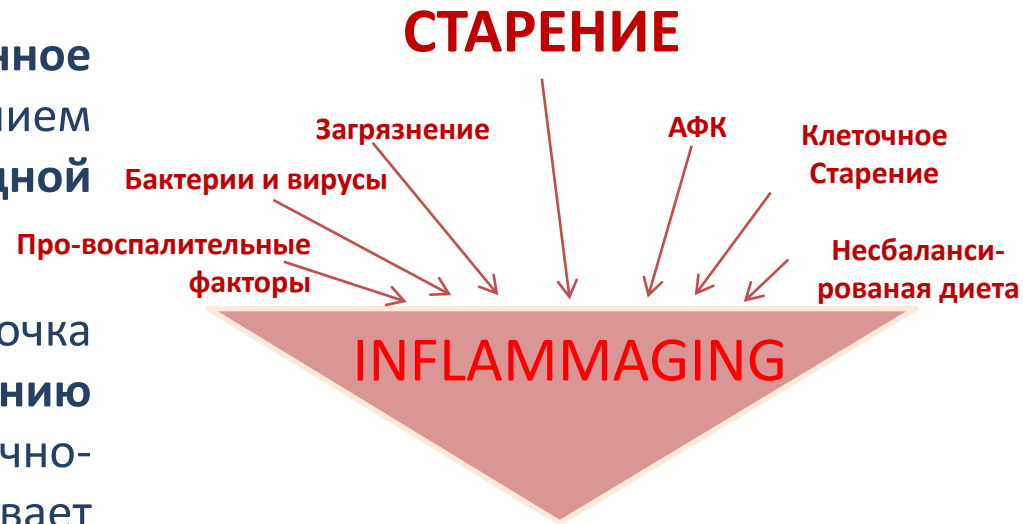 СТАРЕНИЕ
нное
нием
дной
очка
нию
чно-
вает
Загрязнение
АФК
Клеточное
Старение
Бактерии и вирусы
Про-воспалительные
факторы
Несбаланси-
рованая диета
INFLAMMAGING